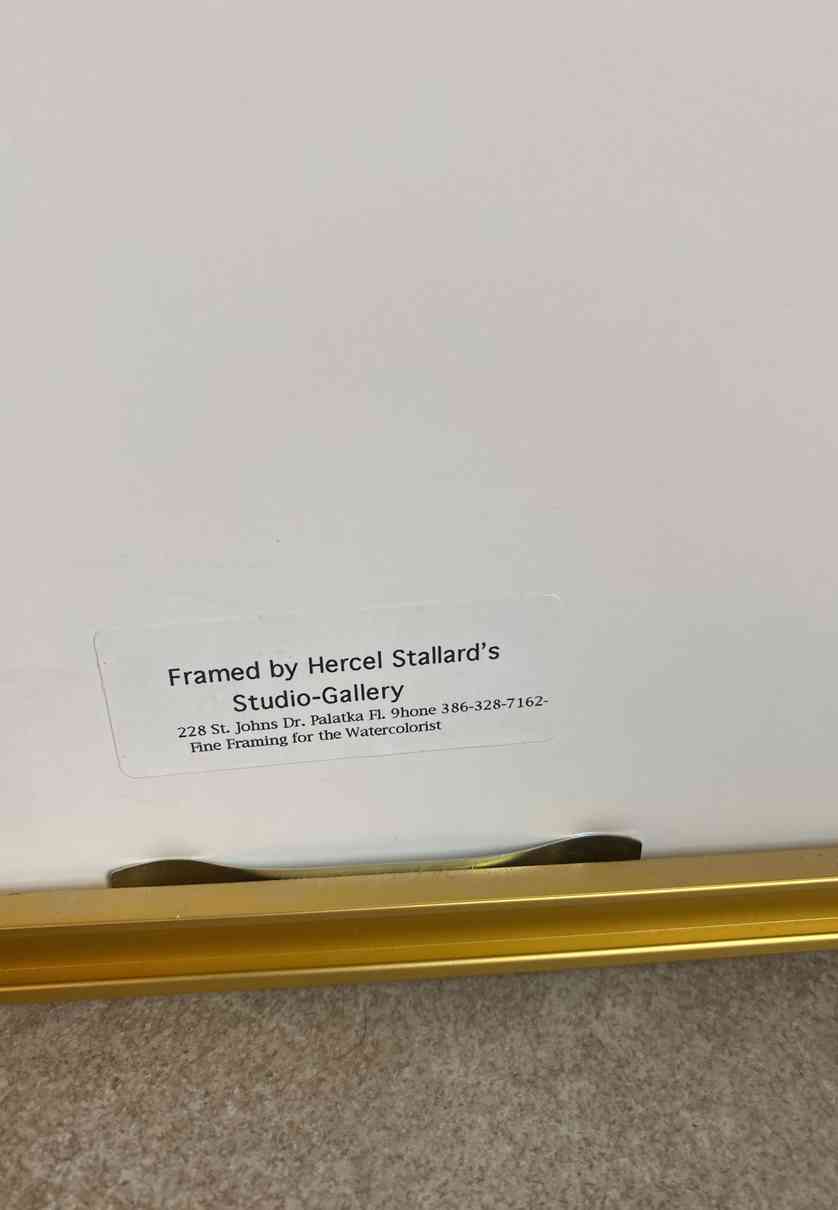 Framed by Hercel Stallard's
Studio-Gallery
228 St. Johns Dr. Palatka Fl. 9hone 386-328-7162-
Fine Framing for the Watercolorist